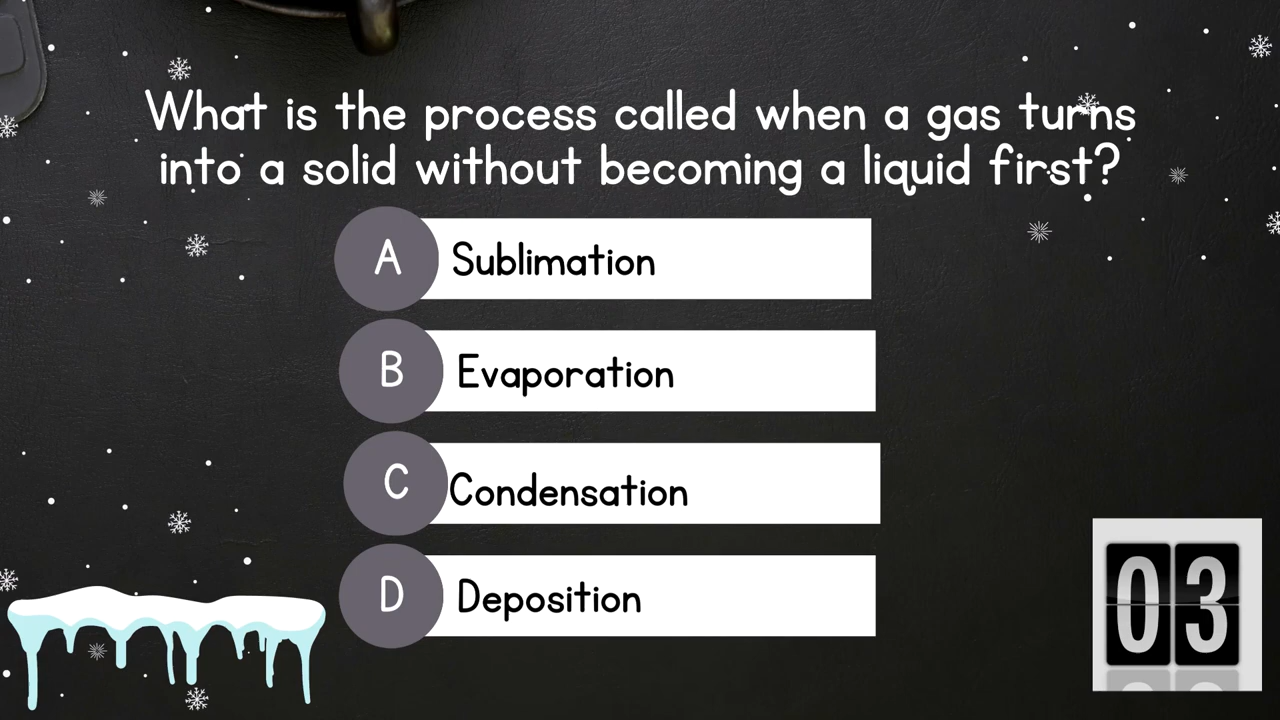 What is the process called when a gas turns
into a solid without becoming a liquid first?
A Sublimation
B Evaporation
C Condensation
D Deposition
03